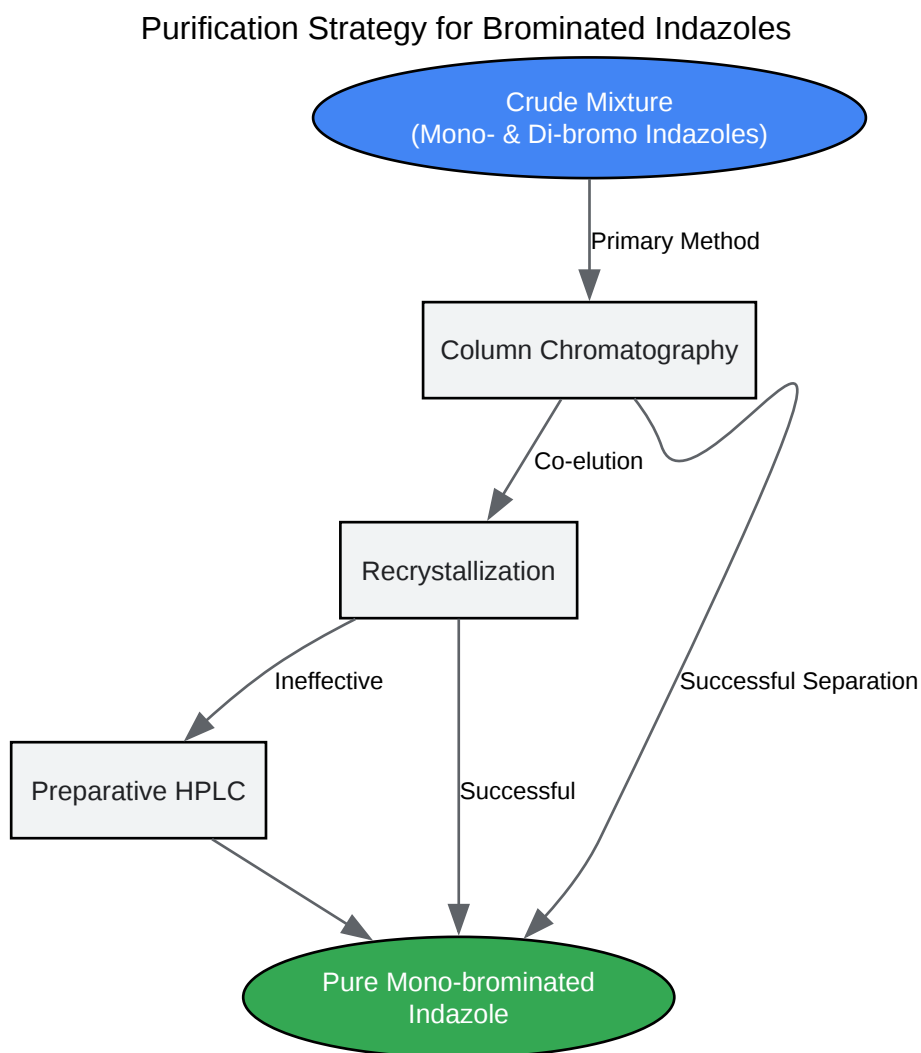 Purification Strategy for Brominated Indazoles
Crude Mixture
(Mono- & Di-bromo Indazoles)
Primary Method
Column Chromatography
Co-elution
Recrystallization
Ineffective
Successful Separation
Preparative HPLC
Successful
Pure Mono-brominated
Indazole